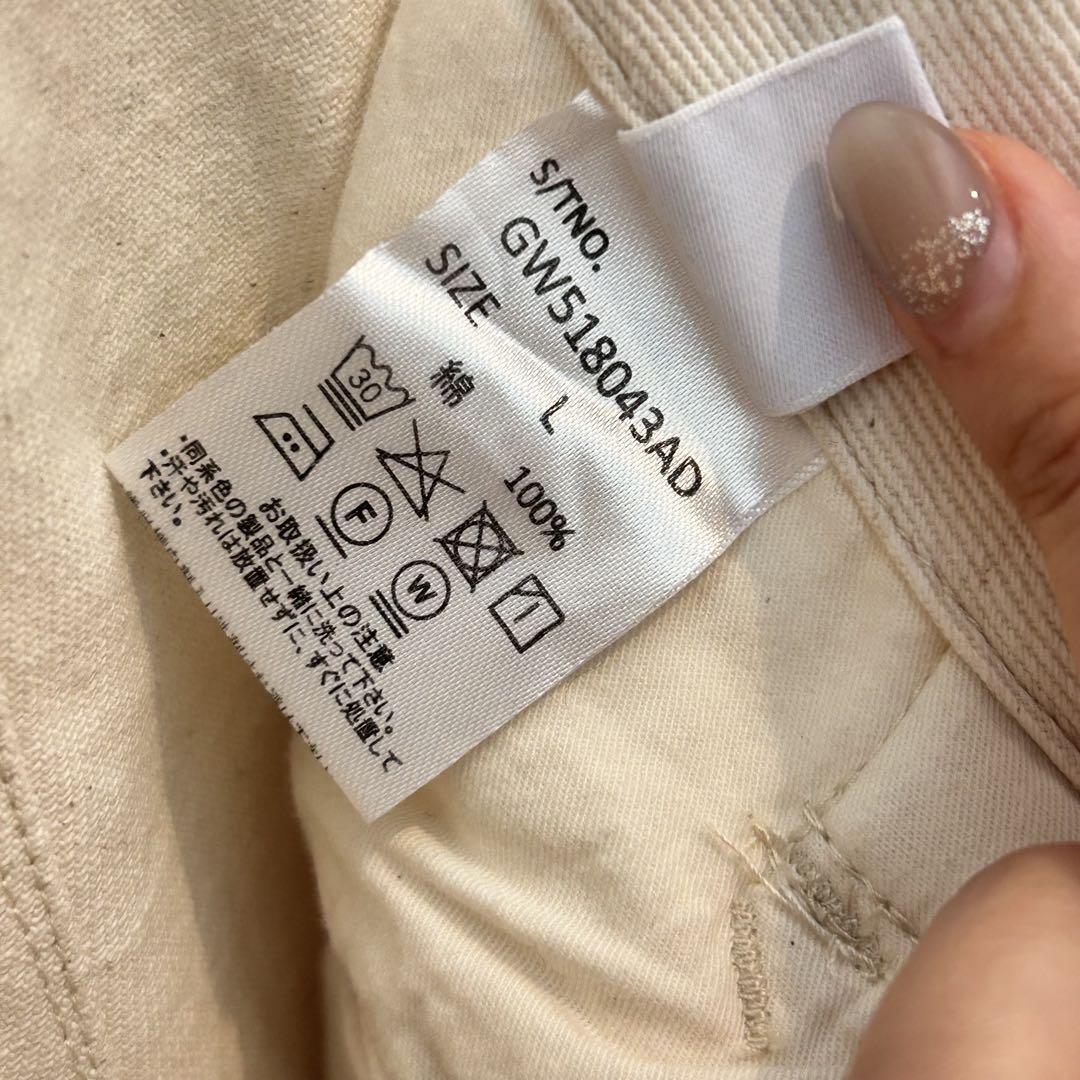 S/TNO.
GW518043AD
SIZE L
綿 100%
30
F
W
お取扱い上の注意
・同系色の製品と一緒に洗って下さい。
・汗や汚れは放置せずに、すぐに処置して
下さい。